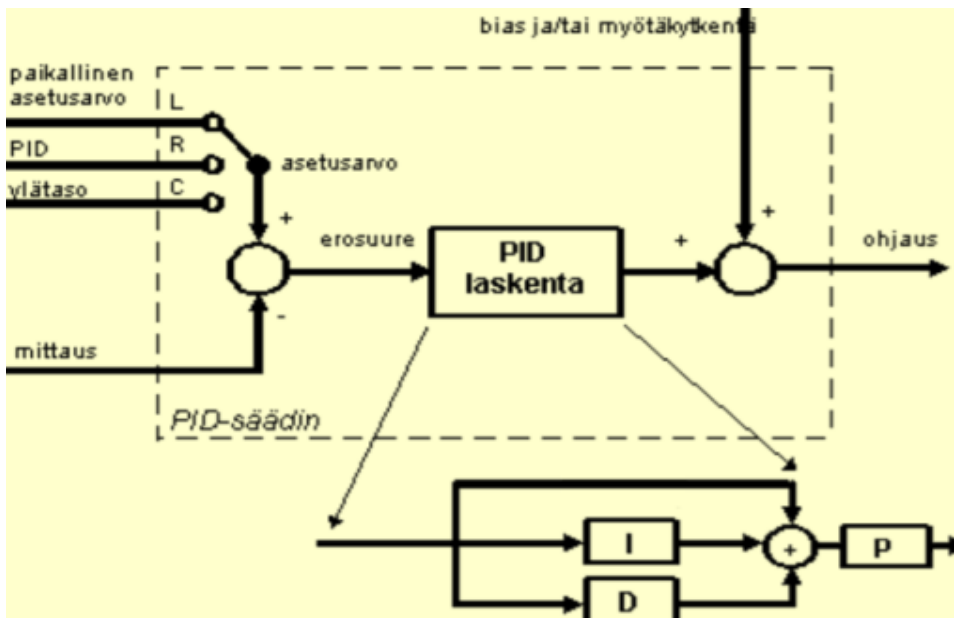 bias ja/tai myötäkytkentä
paikallinen
asetusarvo
L
PID
R
asetusarvo
ylätaso
C
+
+
erosuure
PID
laskenta
+
ohjaus
-
mittaus
PID-säädin
I
+
P
D